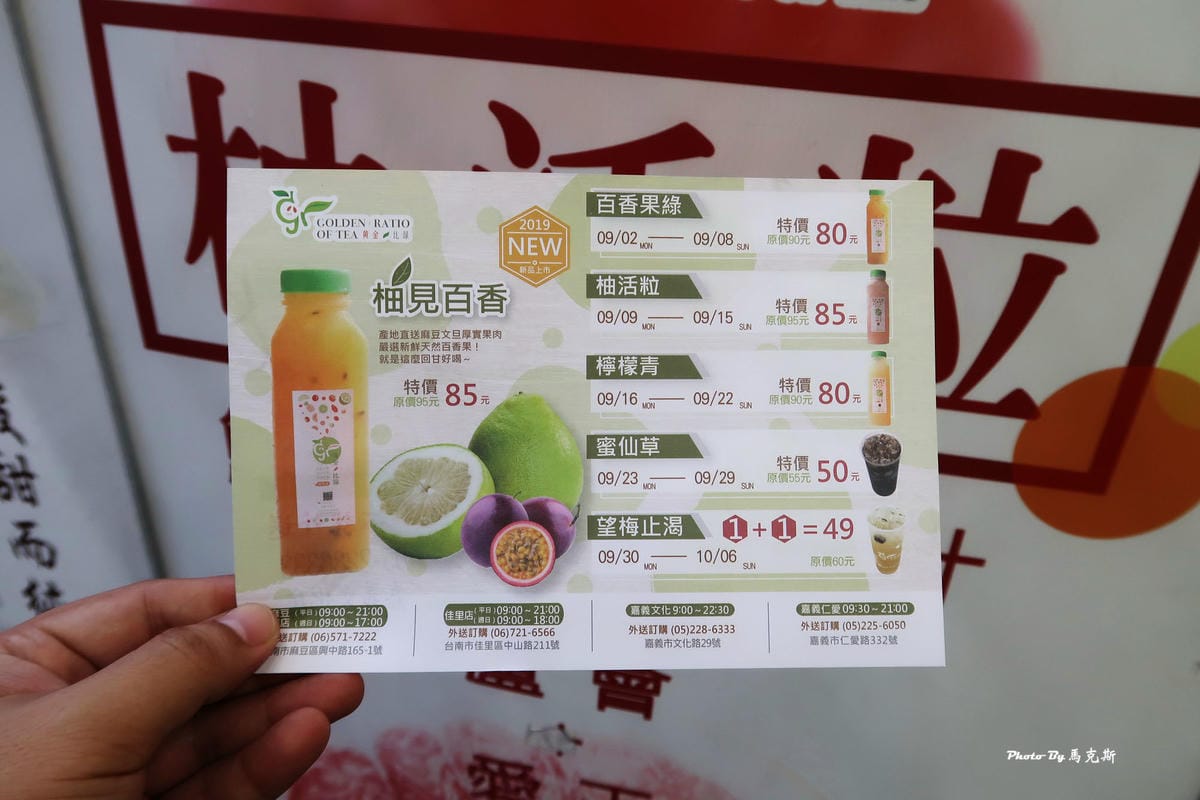 柚活粒
GOLDEN RATIO
OF TEA 黄金比蹄
2019
NEW
新品上市
柚見百香
產地直送麻豆文旦厚實果肉
嚴選新鮮天然百香果！
就是這麼回甘好喝~
特價
原價95元 85元
百香果綠
09/02 MON — 09/08 SUN
特價
原價90元 80元
柚活粒
09/09 MON — 09/15 SUN
特價
原價95元 85元
檸檬青
09/16 MON — 09/22 SUN
特價
原價90元 80元
蜜仙草
09/23 MON — 09/29 SUN
特價
原價55元 50元
望梅止渴
1+1=49
09/30 MON — 10/06 SUN
原價60元
麻豆店 (平日) 09:00~21:00
(週日) 09:00~17:00
外送訂購 (06)571-7222
南市麻豆區興中路165-1號
佳里店 (平日) 09:00~21:00
(週日) 09:00~18:00
外送訂購 (06)721-6566
台南市佳里區中山路211號
嘉義文化 9:00~22:30
外送訂購 (05)228-6333
嘉義市文化路29號
嘉義仁愛 09:30~21:00
外送訂購 (05)225-6050
嘉義市仁愛路332號
甜而
會
愛
Photo By 馬克斯